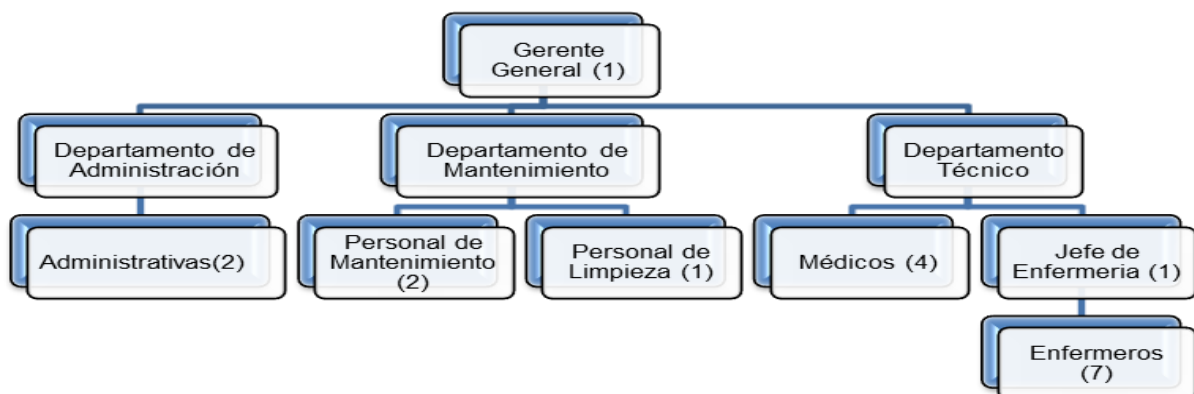 Gerente
General (1)
Departamento de
Administración
Departamento de
Mantenimiento
Departamento
Técnico
Administrativas(2)
Personal de
Mantenimiento
(2)
Personal de
Limpieza (1)
Médicos (4)
Jefe de
Enfermeria (1)
Enfermeros
(7)